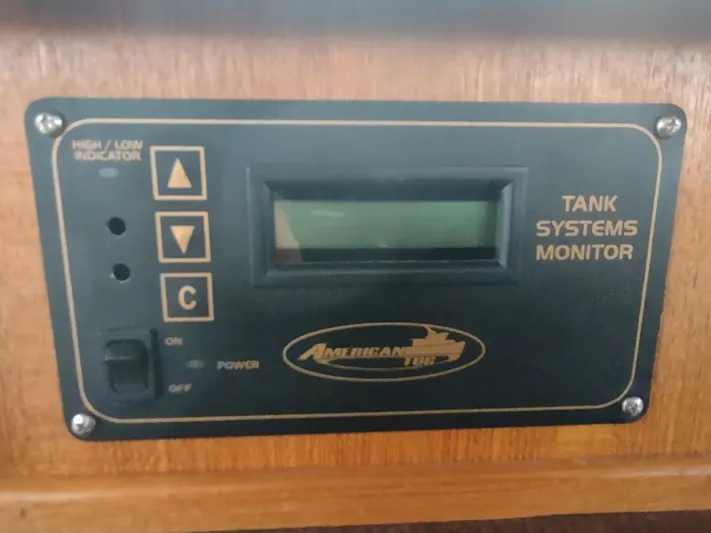 HIGH / LOW
INDICATOR
C
TANK
SYSTEMS
MONITOR
ON
POWER
OFF
AMERICAN
TUG